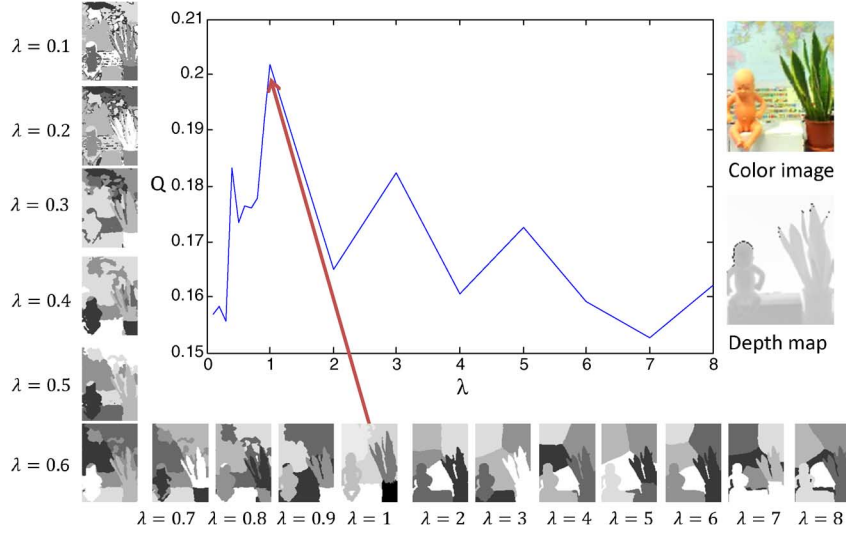 λ = 0.1
λ = 0.2
λ = 0.3
λ = 0.4
λ = 0.5
λ = 0.6
0.21
0.2
0.19
0.18
0.17
0.16
0.15
Q
0 1 2 3 4 5 6 7 8
λ
Color image
Depth map
λ = 0.7 λ = 0.8 λ = 0.9 λ = 1 λ = 2 λ = 3 λ = 4 λ = 5 λ = 6 λ = 7 λ = 8